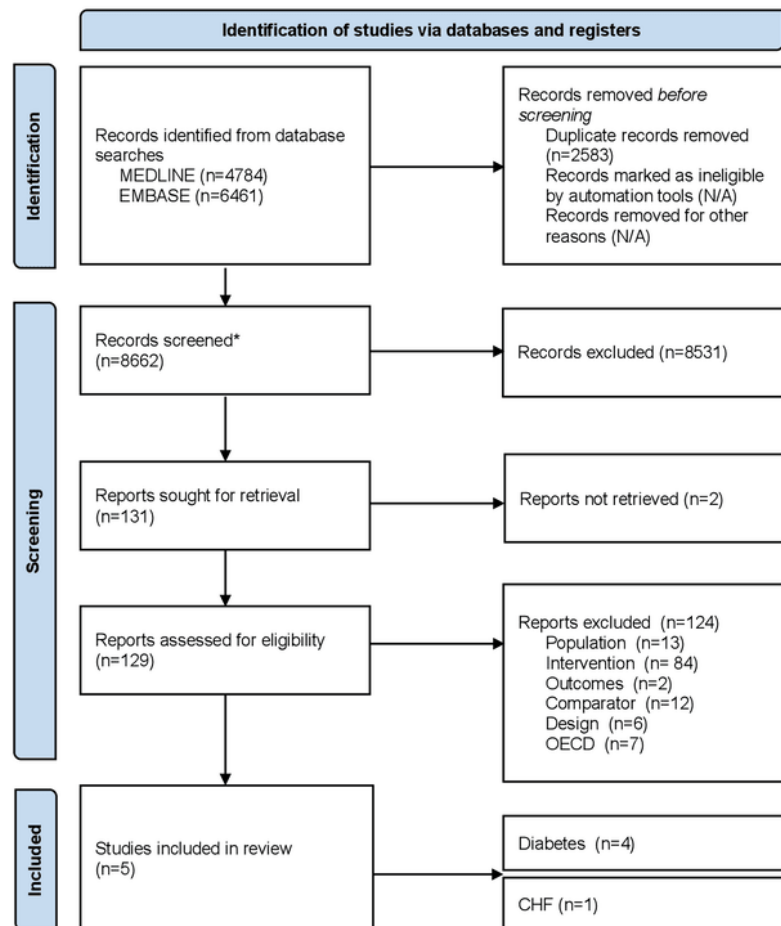 Identification of studies via databases and registers
Identification
Records identified from database
searches
MEDLINE (n=4784)
EMBASE (n=6461)
Records removed before
screening
Duplicate records removed
(n=2583)
Records marked as ineligible
by automation tools (N/A)
Records removed for other
reasons (N/A)
Screening
Records screened*
(n=8662)
Records excluded (n=8531)
Reports sought for retrieval
(n=131)
Reports not retrieved (n=2)
Reports assessed for eligibility
(n=129)
Reports excluded (n=124)
Population (n=13)
Intervention (n= 84)
Outcomes (n=2)
Comparator (n=12)
Design (n=6)
OECD (n=7)
Included
Studies included in review
(n=5)
Diabetes (n=4)
CHF (n=1)